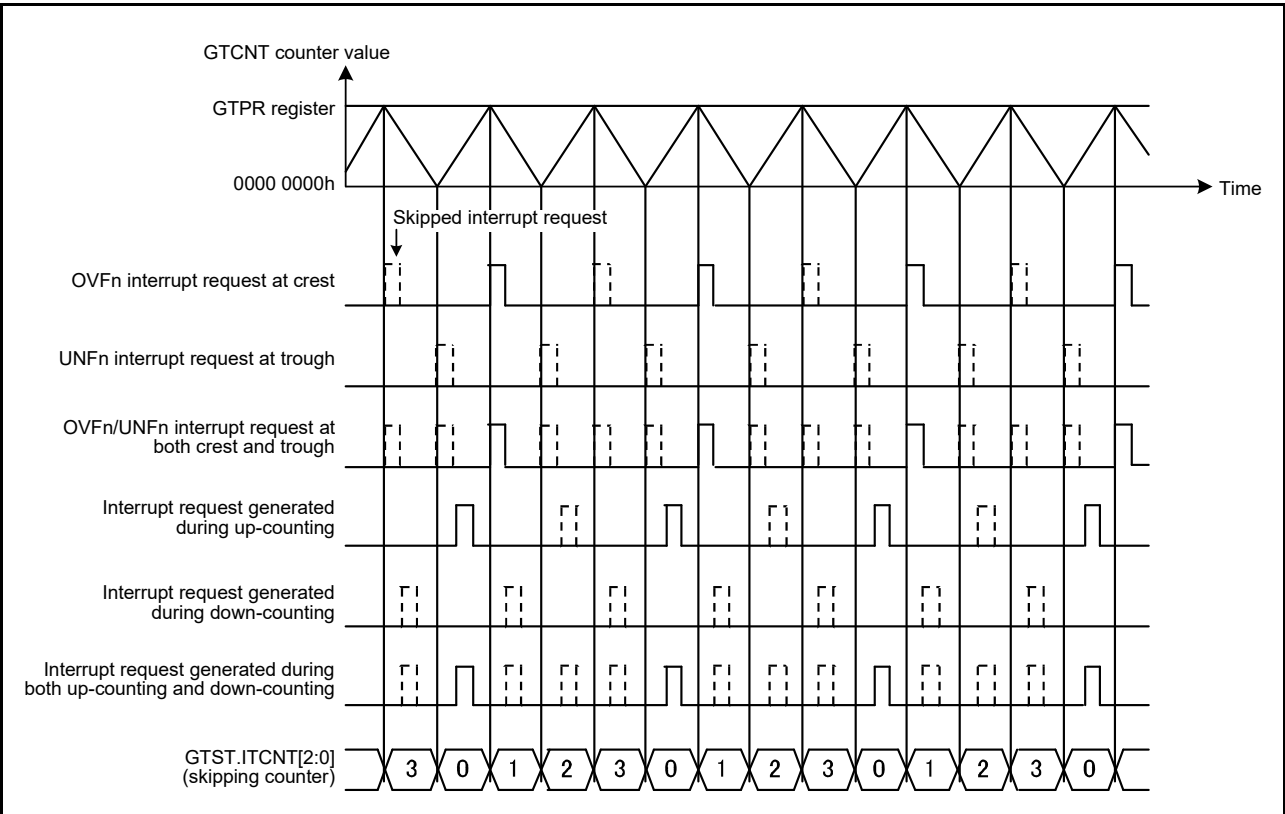 GTCNT counter value
GTPR register
0000 0000h
Time
Skipped interrupt request
OVFn interrupt request at crest
UNFn interrupt request at trough
OVFn/UNFn interrupt request at
both crest and trough
Interrupt request generated
during up-counting
Interrupt request generated
during down-counting
Interrupt request generated during
both up-counting and down-counting
GTST.ITCNT[2:0]
(skipping counter)
3 0 1 2 3 0 1 2 3 0 1 2 3 0